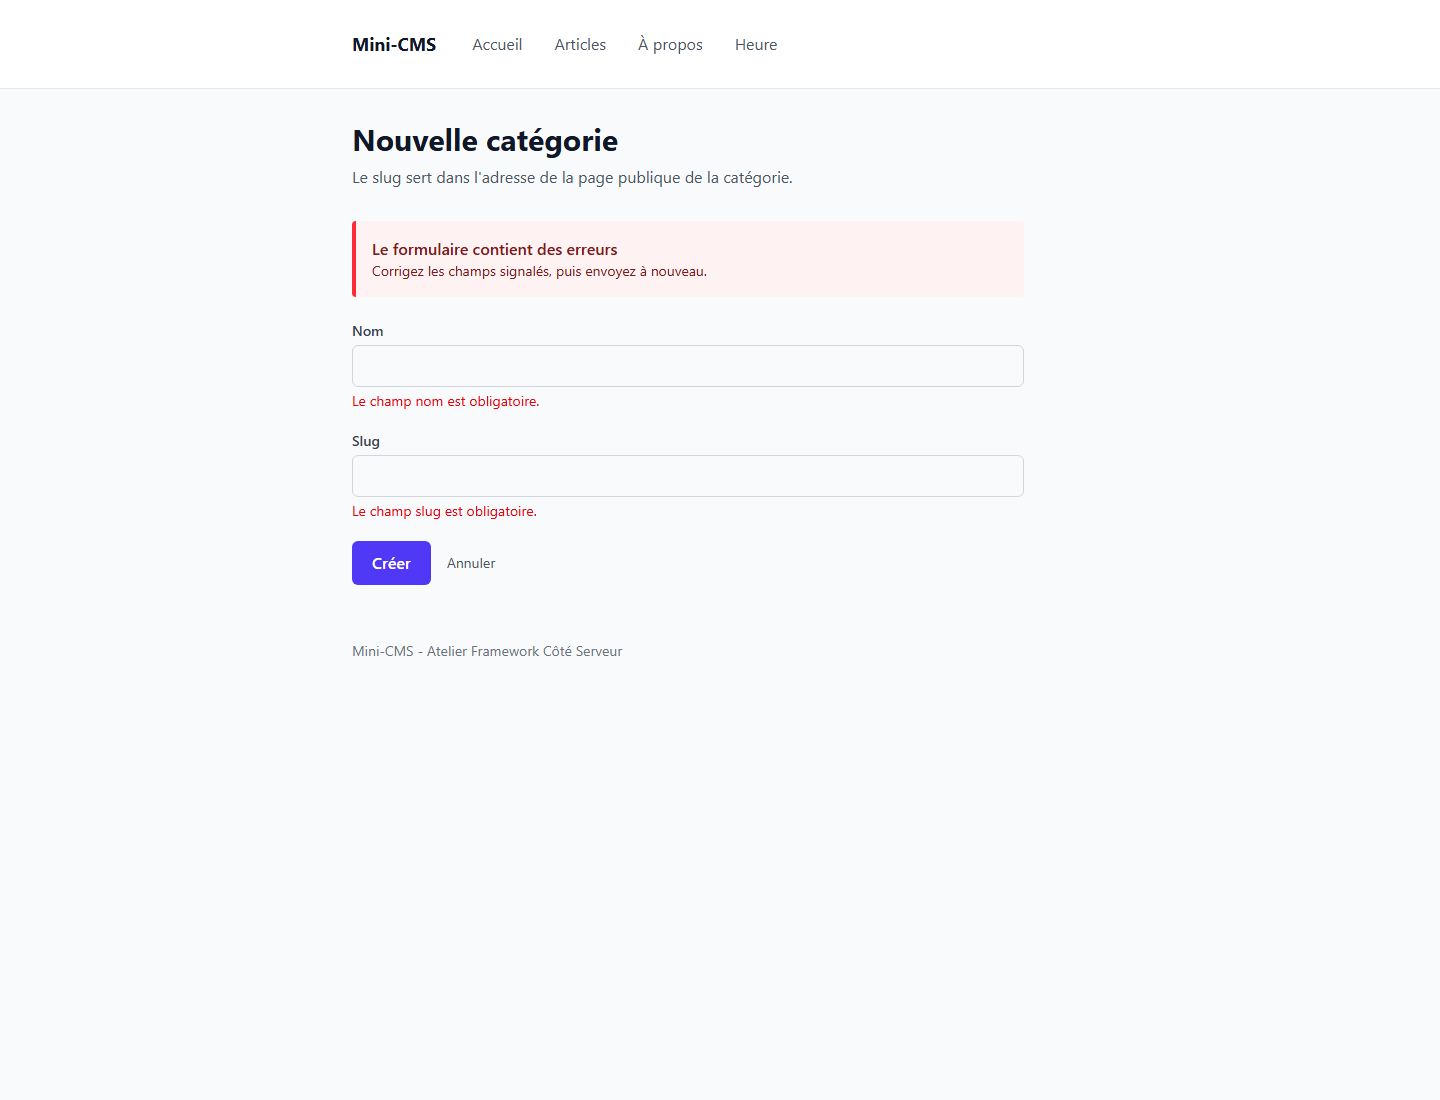 Mini-CMS Accueil Articles À propos Heure
Nouvelle catégorie
Le slug sert dans l'adresse de la page publique de la catégorie.
Le formulaire contient des erreurs
Corrigez les champs signalés, puis envoyez à nouveau.
Nom
Le champ nom est obligatoire.
Slug
Le champ slug est obligatoire.
Créer Annuler
Mini-CMS - Atelier Framework Côté Serveur